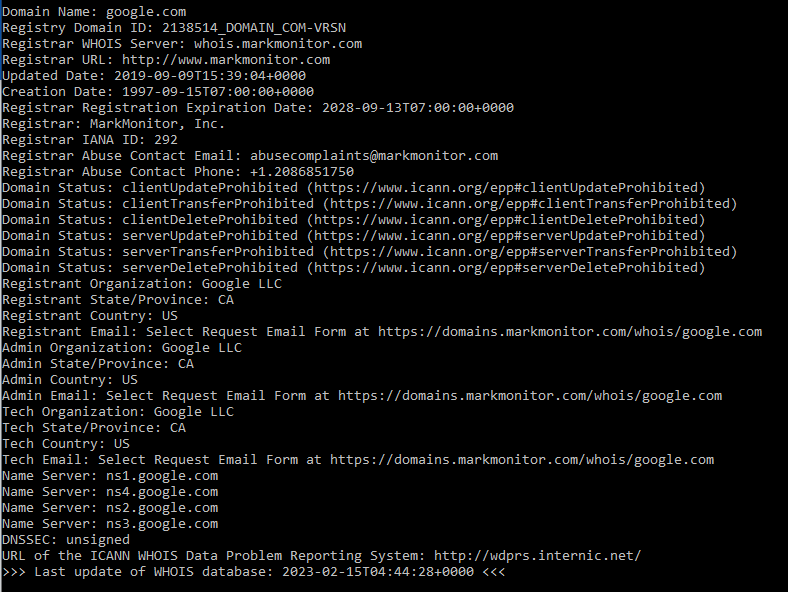 Domain Name: google.com
Registry Domain ID: 2138514_DOMAIN_COM-VRSN
Registrar WHOIS Server: whois.markmonitor.com
Registrar URL: http://www.markmonitor.com
Updated Date: 2019-09-09T15:39:04+0000
Creation Date: 1997-09-15T07:00:00+0000
Registrar Registration Expiration Date: 2028-09-13T07:00:00+0000
Registrar: MarkMonitor, Inc.
Registrar IANA ID: 292
Registrar Abuse Contact Email: abusecomplaints@markmonitor.com
Registrar Abuse Contact Phone: +1.2086851750
Domain Status: clientUpdateProhibited (https://www.icann.org/epp#clientUpdateProhibited)
Domain Status: clientTransferProhibited (https://www.icann.org/epp#clientTransferProhibited)
Domain Status: clientDeleteProhibited (https://www.icann.org/epp#clientDeleteProhibited)
Domain Status: serverUpdateProhibited (https://www.icann.org/epp#serverUpdateProhibited)
Domain Status: serverTransferProhibited (https://www.icann.org/epp#serverTransferProhibited)
Domain Status: serverDeleteProhibited (https://www.icann.org/epp#serverDeleteProhibited)
Registrant Organization: Google LLC
Registrant State/Province: CA
Registrant Country: US
Registrant Email: Select Request Email Form at https://domains.markmonitor.com/whois/google.com
Admin Organization: Google LLC
Admin State/Province: CA
Admin Country: US
Admin Email: Select Request Email Form at https://domains.markmonitor.com/whois/google.com
Tech Organization: Google LLC
Tech State/Province: CA
Tech Country: US
Tech Email: Select Request Email Form at https://domains.markmonitor.com/whois/google.com
Name Server: ns1.google.com
Name Server: ns4.google.com
Name Server: ns2.google.com
Name Server: ns3.google.com
DNSSEC: unsigned
URL of the ICANN WHOIS Data Problem Reporting System: http://wdprs.internic.net/
>>> Last update of WHOIS database: 2023-02-15T04:44:28+0000 <<<